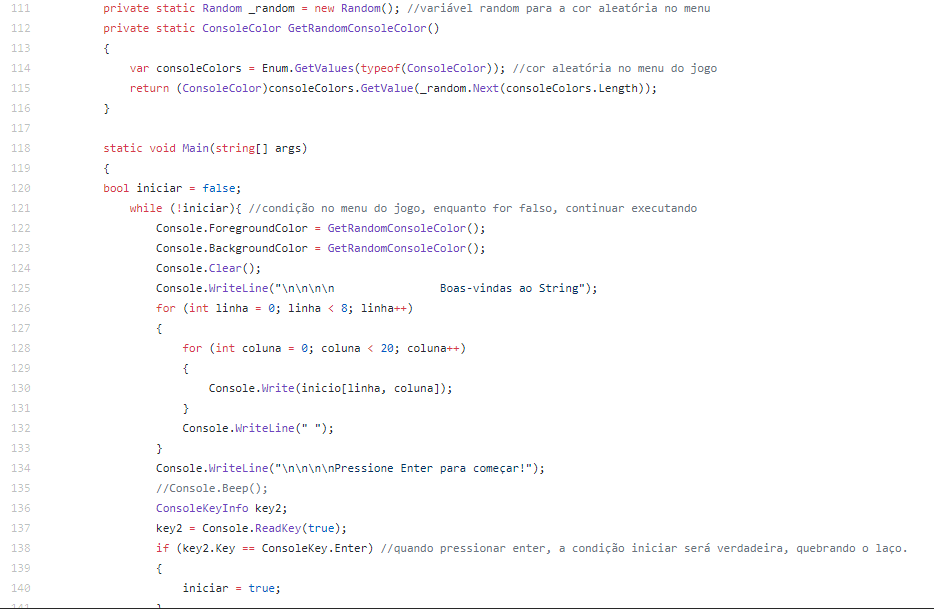 111 private static Random _random = new Random(); //variável random para a cor aleatória no menu
112 private static ConsoleColor GetRandomConsoleColor()
113 {
114 var consoleColors = Enum.GetValues(typeof(ConsoleColor)); //cor aleatória no menu do jogo
115 return (ConsoleColor)consoleColors.GetValue(_random.Next(consoleColors.Length));
116 }
117
118 static void Main(string[] args)
119 {
120 bool iniciar = false;
121 while (!iniciar){ //condição no menu do jogo, enquanto for falso, continuar executando
122 Console.ForegroundColor = GetRandomConsoleColor();
123 Console.BackgroundColor = GetRandomConsoleColor();
124 Console.Clear();
125 Console.WriteLine("\n\n\n\n                Boas-vindas ao String");
126 for (int linha = 0; linha < 8; linha++)
127 {
128 for (int coluna = 0; coluna < 20; coluna++)
129 {
130 Console.Write(inicio[linha, coluna]);
131 }
132 Console.WriteLine(" ");
133 }
134 Console.WriteLine("\n\n\n\nPressione Enter para começar!");
135 //Console.Beep();
136 ConsoleKeyInfo key2;
137 key2 = Console.ReadKey(true);
138 if (key2.Key == ConsoleKey.Enter) //quando pressionar enter, a condição iniciar será verdadeira, quebrando o laço.
139 {
140 iniciar = true;